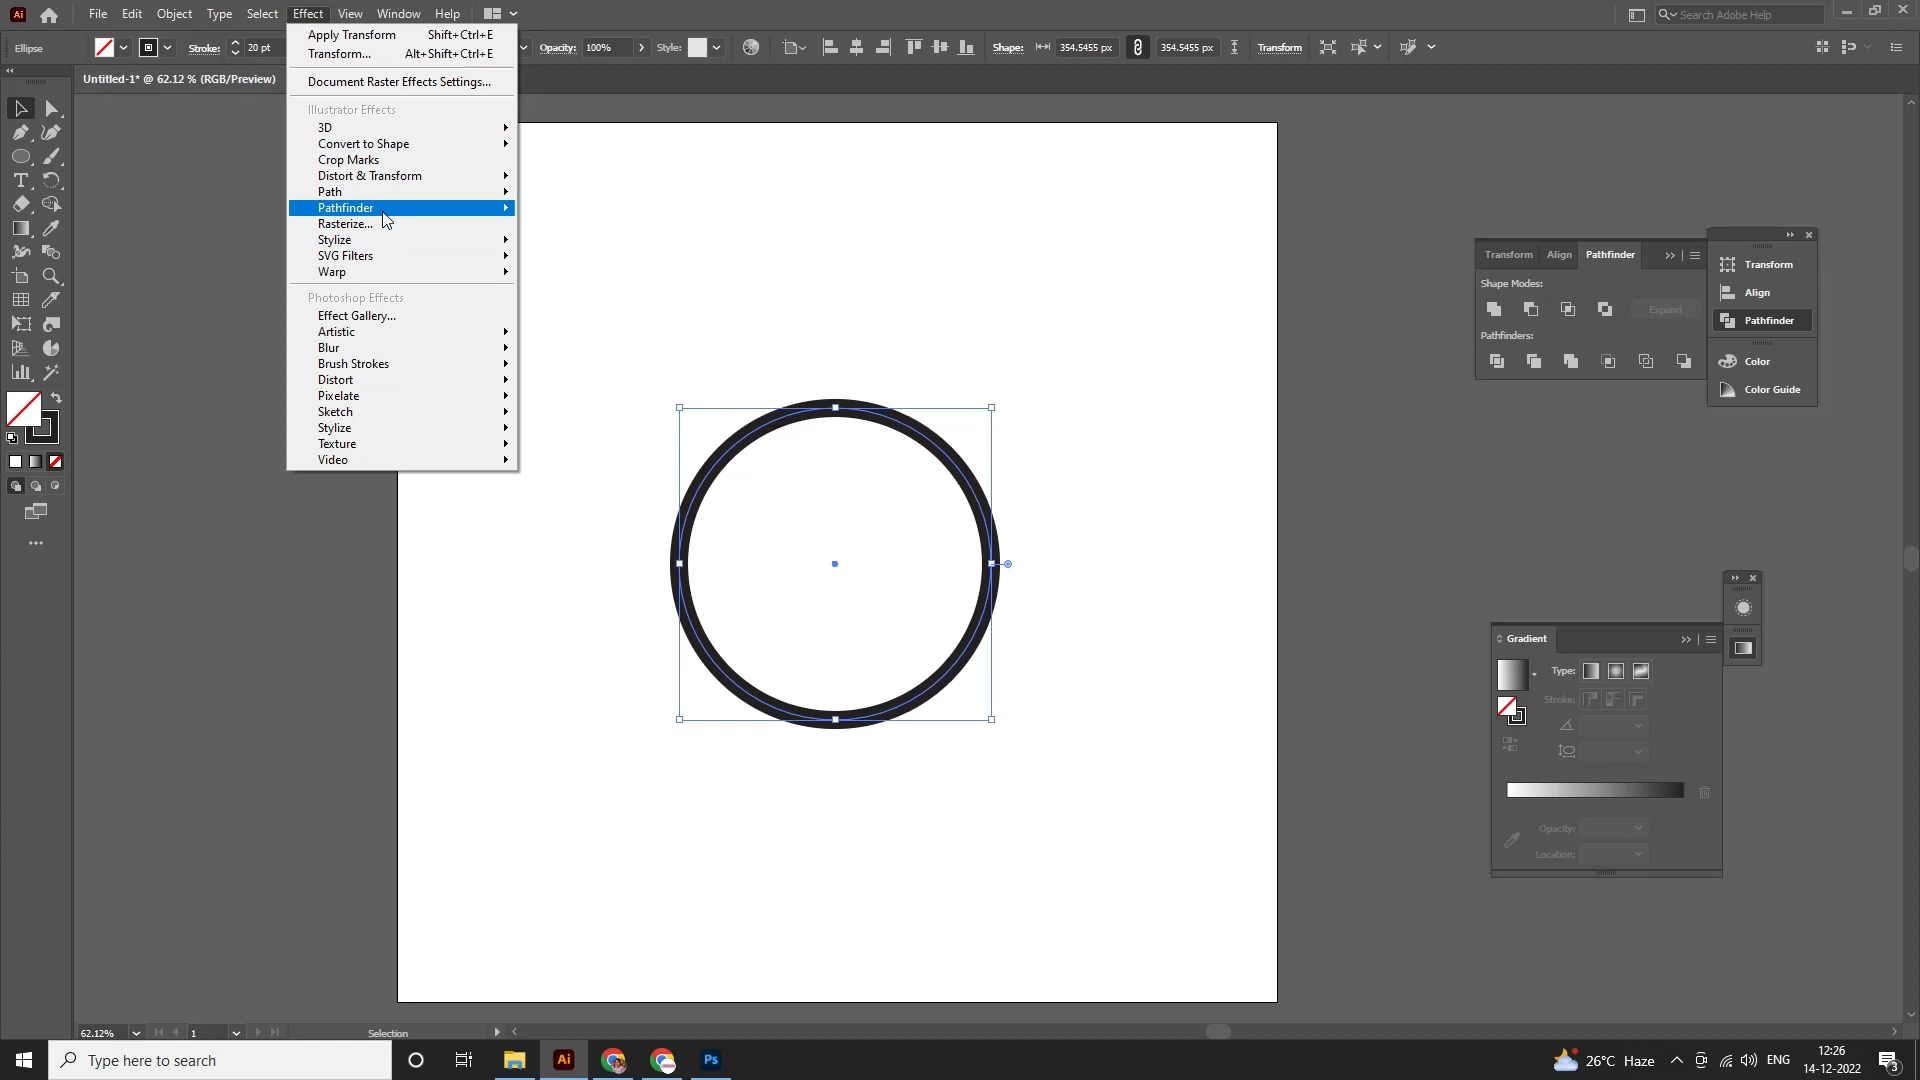 Ai File Edit Object Type Select Effect View Window Help Search Adobe Help
Ellipse Stroke: 20 pt Opacity: 100% Style: Shape: 354.5455 px 354.5455 px Transform
Untitled-1* @ 62.12 % (RGB/Preview)
Apply Transform Shift+Ctrl+E
Transform... Alt+Shift+Ctrl+E
Document Raster Effects Settings...
Illustrator Effects
3D
Convert to Shape
Crop Marks
Distort & Transform
Path
Pathfinder
Rasterize...
Stylize
SVG Filters
Warp
Photoshop Effects
Effect Gallery...
Artistic
Blur
Brush Strokes
Distort
Pixelate
Sketch
Stylize
Texture
Video
Transform Align Pathfinder
Shape Modes:
Expand
Pathfinders:
Transform
Align
Pathfinder
Color
Color Guide
Gradient
Type:
Stroke:
Opacity:
Location:
62.12% 1 Selection
Type here to search Ai Ps 26°C Haze ENG 12:26
14-12-2022 3